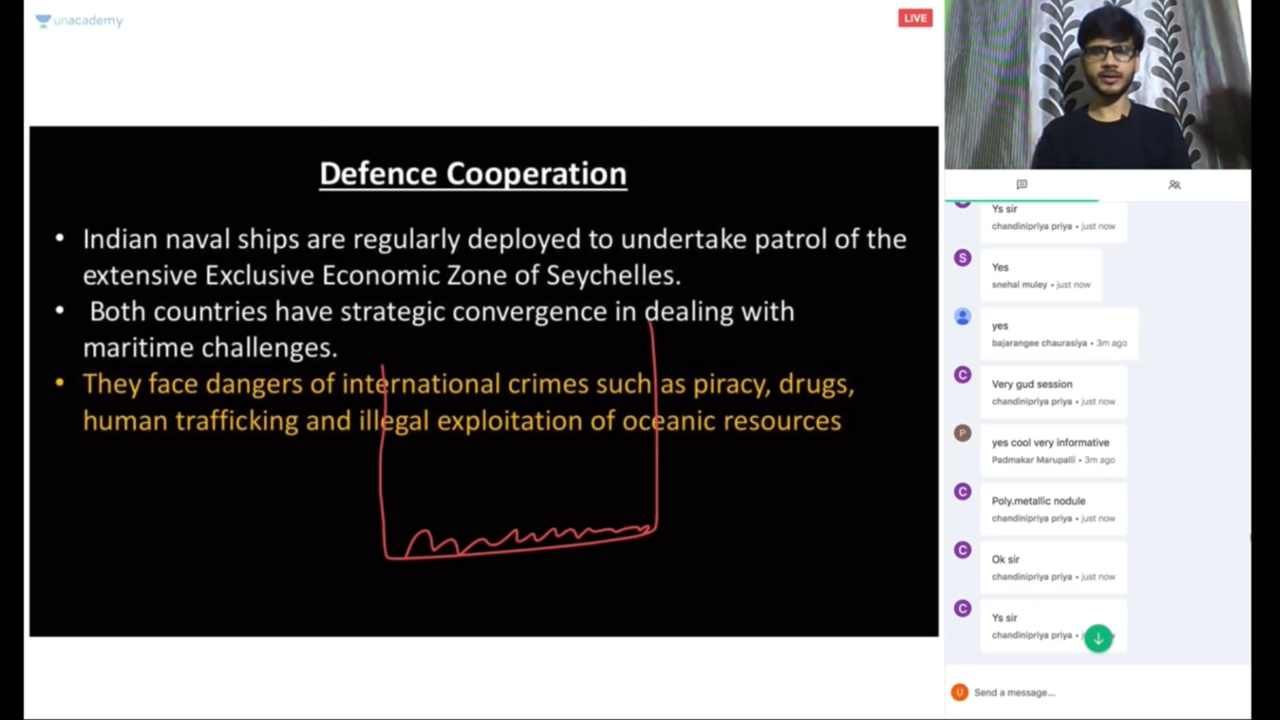 unacademy
LIVE
Defence Cooperation
• Indian naval ships are regularly deployed to undertake patrol of the
extensive Exclusive Economic Zone of Seychelles.
• Both countries have strategic convergence in dealing with
maritime challenges.
• They face dangers of international crimes such as piracy, drugs,
human trafficking and illegal exploitation of oceanic resources
Ys sir
chandinipriya priya • just now
S
Yes
snehal muley • just now
yes
bajarangee chaurasiya • 3m ago
C
Very gud session
chandinipriya priya • just now
P
yes cool very informative
Padmakar Marupalli • 3m ago
C
Poly.metallic nodule
chandinipriya priya • just now
C
Ok sir
chandinipriya priya • just now
C
Ys sir
chandinipriya priya •
U
Send a message...